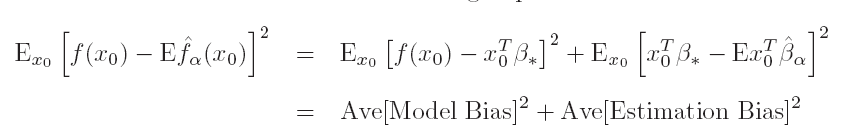 E_{x_0} [f(x_0) − E\hat{f}_α(x_0)]^2 = E_{x_0} [f(x_0) − x_0^T β_*]^2 + E_{x_0} [x_0^T β_* − Ex_0^T \hat{β}_α]^2
= Ave[Model Bias]^2 + Ave[Estimation Bias]^2